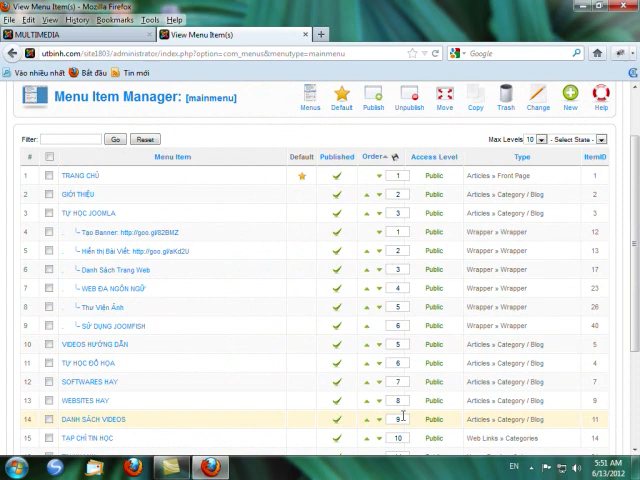 View Menu Item(s) - Mozilla Firefox
File Edit View History Bookmarks Tools Help
MULTIMEDIA × View Menu Item(s) × +
utbinh.com/site1803/administrator/index.php?option=com_menus&menutype=mainmenu Google
Vào nhiều nhất Bắt đầu Tin mới
Menu Item Manager: [mainmenu]
Menus Default Publish Unpublish Move Copy Trash Change New Help
Filter: Go Reset Max Levels 10 - Select State -
# Menu Item Default Published Order Access Level Type ItemID
1 TRANG CHỦ 1 Public Articles » Front Page 1
2 GIỚI THIỆU 2 Public Articles » Category / Blog 2
3 TỰ HỌC JOOMLA 3 Public Articles » Category / Blog 3
4 Tạo Banner: http://goo.gl/82BMZ 1 Public Wrapper » Wrapper 12
5 Hiển thị Bài Viết: http://goo.gl/aKd2U 2 Public Wrapper » Wrapper 13
6 Danh Sách Trang Web 3 Public Wrapper » Wrapper 17
7 WEB ĐA NGÔN NGỮ 4 Public Wrapper » Wrapper 23
8 Thư Viện Ảnh 5 Public Wrapper » Wrapper 26
9 SỬ DỤNG JOOMFISH 6 Public Wrapper » Wrapper 40
10 VIDEOS HƯỚNG DẪN 5 Public Articles » Category / Blog 5
11 TỰ HỌC ĐỒ HỌA 6 Public Articles » Category / Blog 4
12 SOFTWARES HAY 7 Public Articles » Category / Blog 7
13 WEBSITES HAY 8 Public Articles » Category / Blog 9
14 DANH SÁCH VIDEOS 9 Public Articles » Category / Blog 11
15 TẠP CHÍ TIN HỌC 10 Public Web Links » Categories 14
EN 5:51 AM
6/13/2012